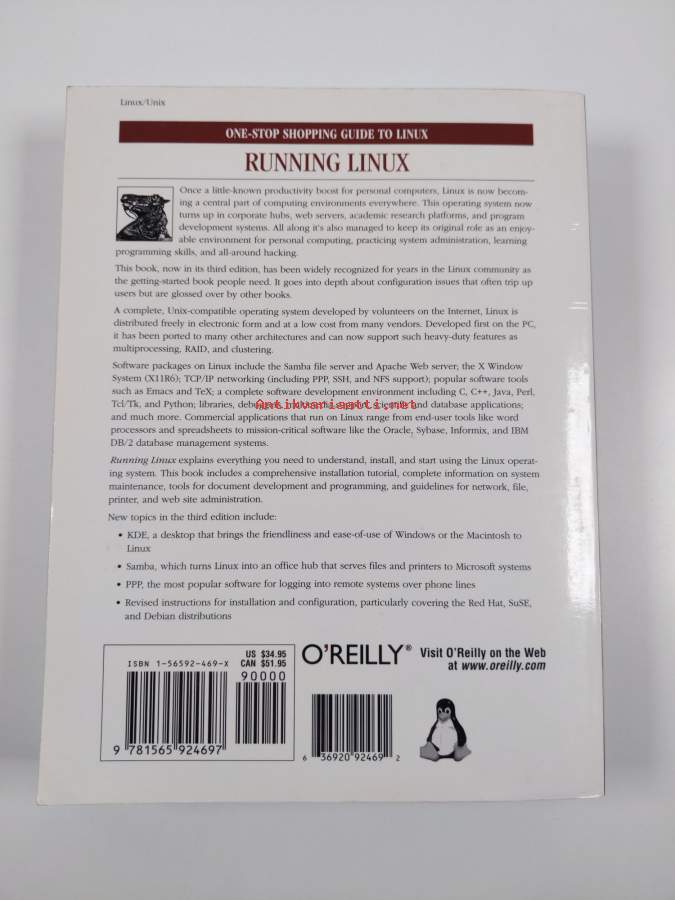 Linux/Unix
ONE-STOP SHOPPING GUIDE TO LINUX
RUNNING LINUX
Once a little-known productivity boost for personal computers, Linux is now becom-
ing a central part of computing environments everywhere. This operating system now
turns up in corporate hubs, web servers, academic research platforms, and program
development systems. All along it's also managed to keep its original role as an enjoy-
able environment for personal computing, practicing system administration, learning
programming skills, and all-around hacking.
This book, now in its third edition, has been widely recognized for years in the Linux community as
the getting-started book people need. It goes into depth about configuration issues that often trip up
users but are glossed over by other books.
A complete, Unix-compatible operating system developed by volunteers on the Internet, Linux is
distributed freely in electronic form and at a low cost from many vendors. Developed first on the PC,
it has been ported to many other architectures and can now support such heavy-duty features as
multiprocessing, RAID, and clustering.
Software packages on Linux include the Samba file server and Apache Web server; the X Window
System (X11R6); TCP/IP networking (including PPP, SSH, and NFS support); popular software tools
such as Emacs and TeX; a complete software development environment including C, C++, Java, Perl,
Tcl/Tk, and Python; libraries, and database applications;
Antikvariaatti.net
and much more. Commercial applications that run on Linux range from end-user tools like word
processors and spreadsheets to mission-critical software like the Oracle, Sybase, Informix, and IBM
DB/2 database management systems.
Running Linux explains everything you need to understand, install, and start using the Linux operat-
ing system. This book includes a comprehensive installation tutorial, complete information on system
maintenance, tools for document development and programming, and guidelines for network, file,
printer, and web site administration.
New topics in the third edition include:
• KDE, a desktop that brings the friendliness and ease-of-use of Windows or the Macintosh to
Linux
• Samba, which turns Linux into an office hub that serves files and printers to Microsoft systems
• PPP, the most popular software for logging into remote systems over phone lines
• Revised instructions for installation and configuration, particularly covering the Red Hat, SuSE,
and Debian distributions
US $34.95
CAN $51.95
ISBN 1-56592-469-X
90000
9 781565 924697
O'REILLY®
Visit O'Reilly on the Web
at www.oreilly.com
6 36920 92469 2